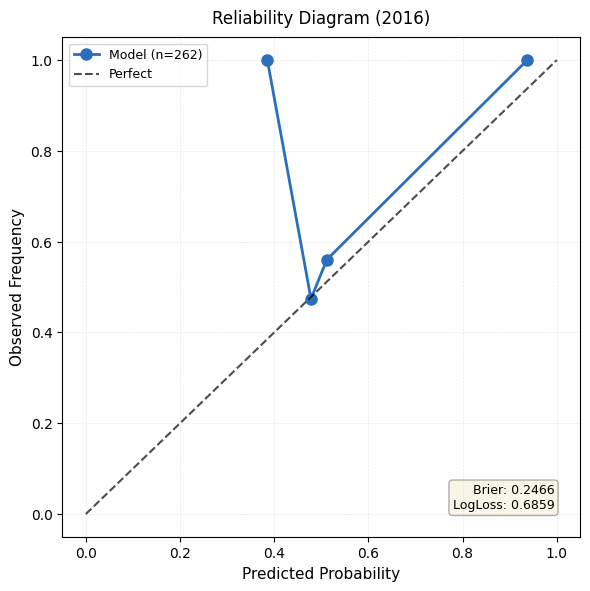 Reliability Diagram (2016)
Model (n=262)
Perfect
1.0
0.8
0.6
0.4
0.2
0.0
Observed Frequency
Brier: 0.2466
LogLoss: 0.6859
0.0 0.2 0.4 0.6 0.8 1.0
Predicted Probability